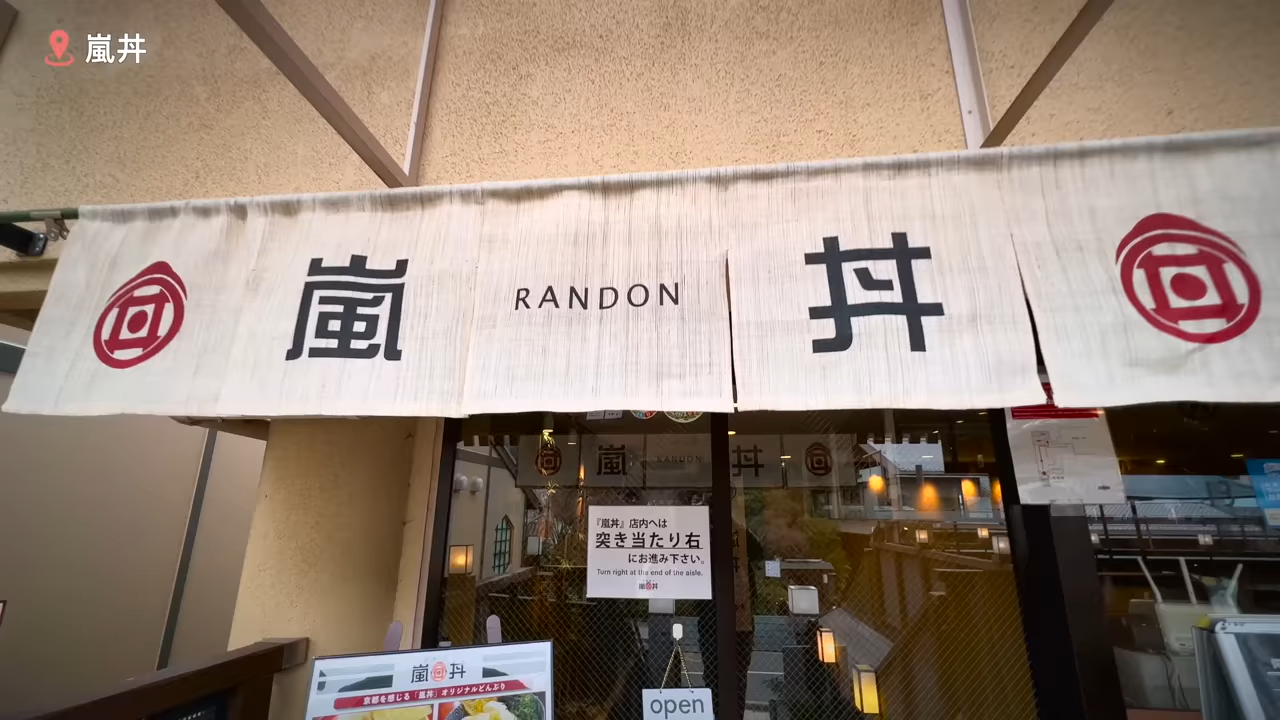 嵐丼
嵐 RANDON 丼
嵐 RANDON 丼
『嵐丼』店内へは
突き当たり右
にお進み下さい。
Turn right at the end of the aisle.
嵐丼
open
嵐丼
京都を感じる「嵐丼」オリジナルどんぶり